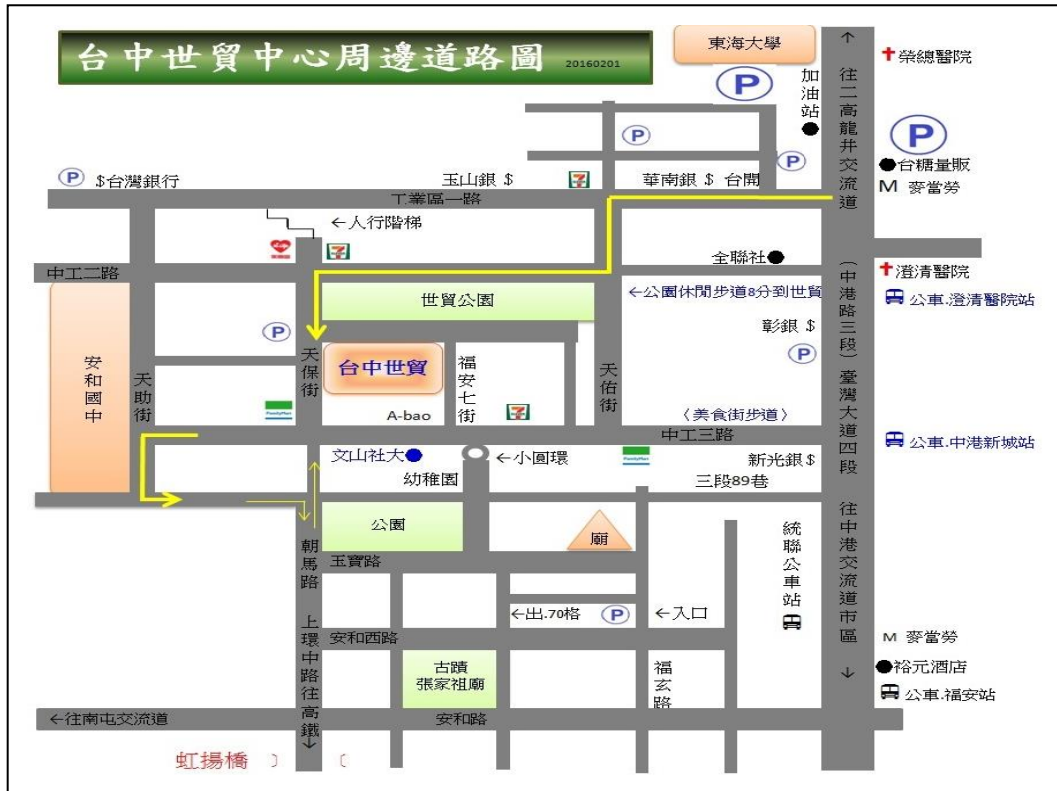 台中世貿中心周邊道路圖 20160201
東海大學
P
加油站
↑往二高龍井交流道
榮總醫院
P
P
P
台糖量販
M 麥當勞
P $台灣銀行
玉山銀 $
7
華南銀 $ 台開
工業區一路
←人行階梯
7
全聯社
中工二路
世貿公園
←公園休閒步道8分到世貿
(中港路三段)臺灣大道四段
澄清醫院
公車.澄清醫院站
P
彰銀 $
P
安和國中
天助街
天保街
台中世貿
福安七街
天佑街
FamilyMart
A-bao
7
〈美食街步道〉
中工三路
公車.中港新城站
文山社大
←小圓環
FamilyMart
新光銀$
幼稚園
三段89巷
公園
廟
朝馬路
玉寶路
統聯公車站
往中港交流道市區↓
←出.70格
P
←入口
上環中路往高鐵↓
安和西路
M 麥當勞
古蹟
張家祖廟
福玄路
裕元酒店
公車.福安站
←往南屯交流道
安和路
虹揚橋 ） （